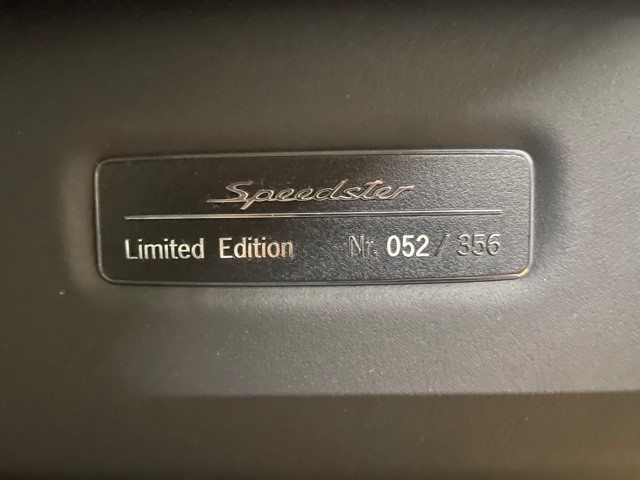 Speedster
Limited Edition Nr. 052 / 356